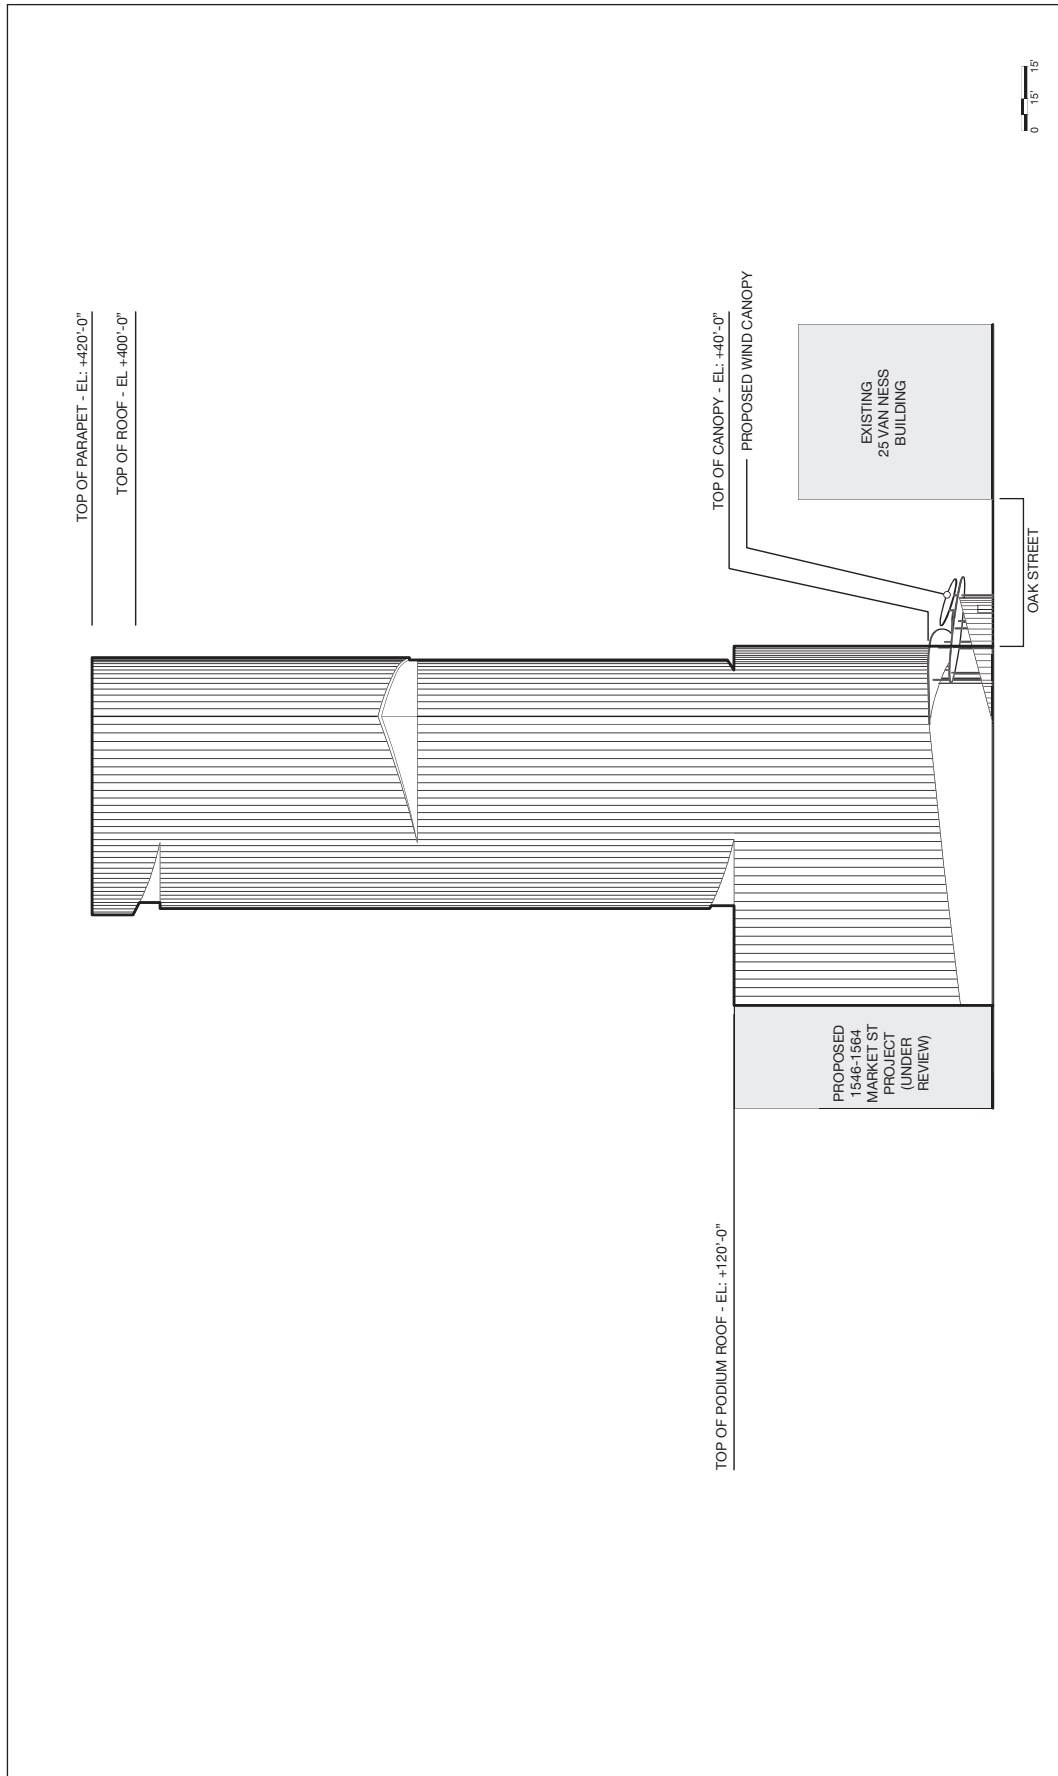 TOP OF PARAPET - EL: +420'-0"
TOP OF ROOF - EL +400'-0"
TOP OF CANOPY - EL: +40'-0"
PROPOSED WIND CANOPY
EXISTING
25 VAN NESS
BUILDING
OAK STREET
PROPOSED
1546-1564
MARKET ST
PROJECT
(UNDER
REVIEW)
TOP OF PODIUM ROOF - EL: +120'-0"
0 15' 15'